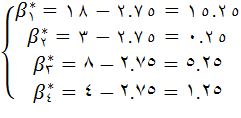 β₁* = ١٨ − ٢.٧٥ = ١٥.٢٥
β₂* = ٣ − ٢.٧٥ = ٠.٢٥
β₃* = ٨ − ٢.٧٥ = ٥.٢٥
β₄* = ٤ − ٢.٧٥ = ١.٢٥